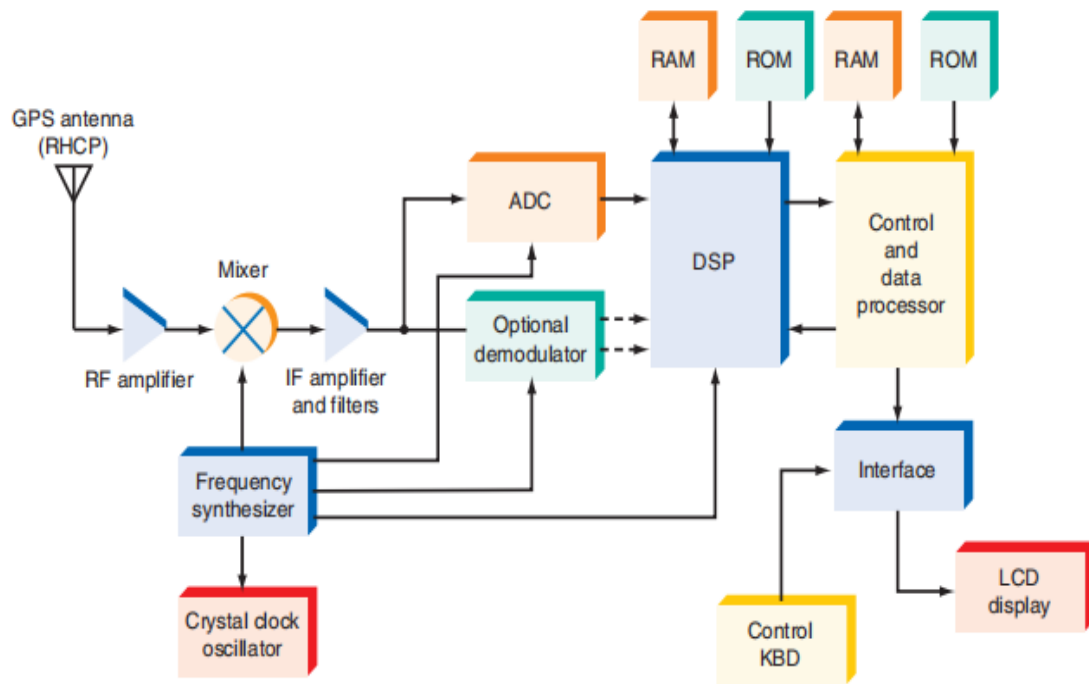 RAM
ROM
RAM
ROM
GPS antenna
(RHCP)
ADC
DSP
Control
and
data
processor
Mixer
Optional
demodulator
RF amplifier
IF amplifier
and filters
Frequency
synthesizer
Interface
Crystal clock
oscillator
LCD
display
Control
KBD